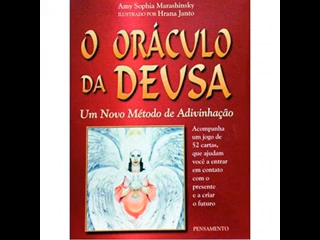 Amy Sophia Marashinsky
ILUSTRADO POR Hrana Janto
O ORÁCULO
DA DEUSA
Um Novo Método de Adivinhação
Acompanha
um jogo de
52 cartas,
que ajudam
você a entrar
em contato
com o
presente
e a criar
o futuro
PENSAMENTO